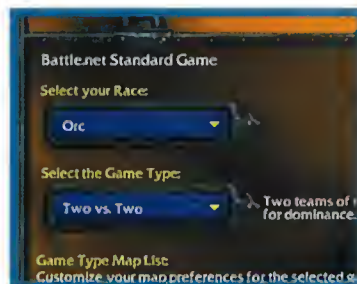 Battle.net Standard Game
Select your Race:
Orc
Select the Game Type:
Two vs. Two
Two teams of
for dominance.
Game Type Map List:
Customize your map preferences for the selected